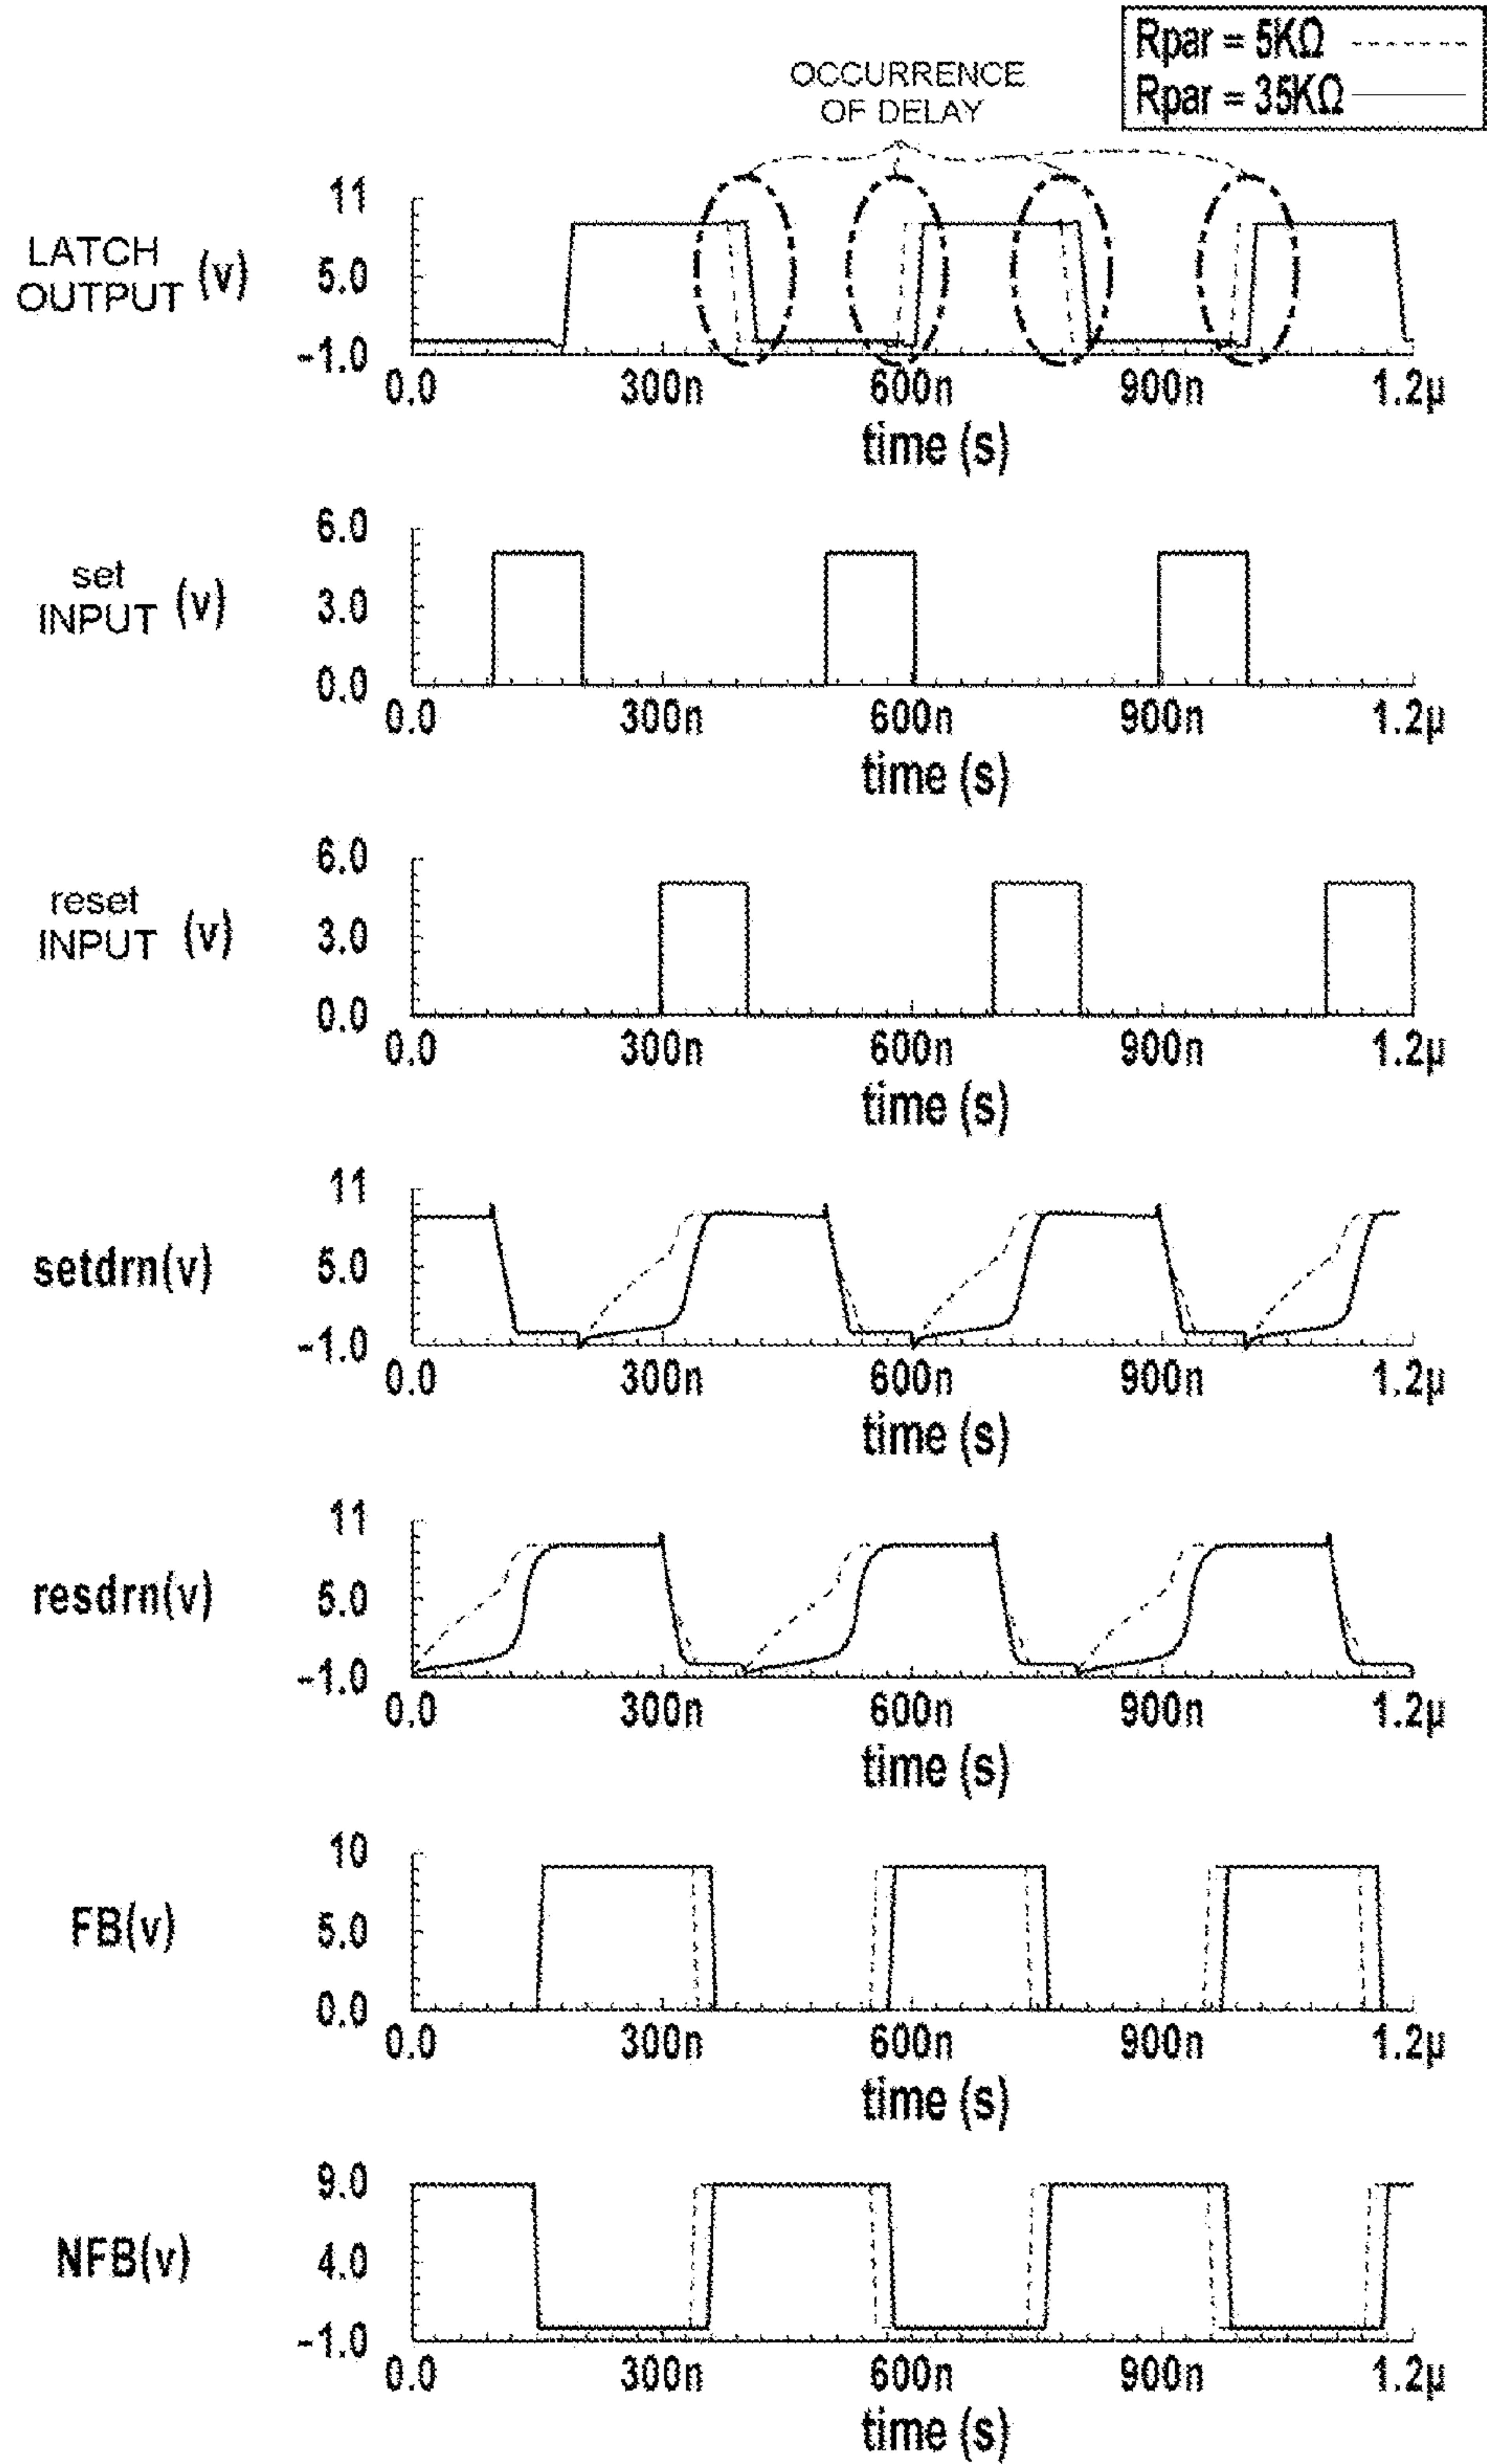 Rpar = 5KΩ
Rpar = 35KΩ
OCCURRENCE
OF DELAY
LATCH
OUTPUT (v)
11
5.0
-1.0
0.0 300n 600n 900n 1.2μ
time (s)
set
INPUT (v)
6.0
3.0
0.0
0.0 300n 600n 900n 1.2μ
time (s)
reset
INPUT (v)
6.0
3.0
0.0
0.0 300n 600n 900n 1.2μ
time (s)
setdrn(v)
11
5.0
-1.0
0.0 300n 600n 900n 1.2μ
time (s)
resdrn(v)
11
5.0
-1.0
0.0 300n 600n 900n 1.2μ
time (s)
FB(v)
10
5.0
0.0
0.0 300n 600n 900n 1.2μ
time (s)
NFB(v)
9.0
4.0
-1.0
0.0 300n 600n 900n 1.2μ
time (s)